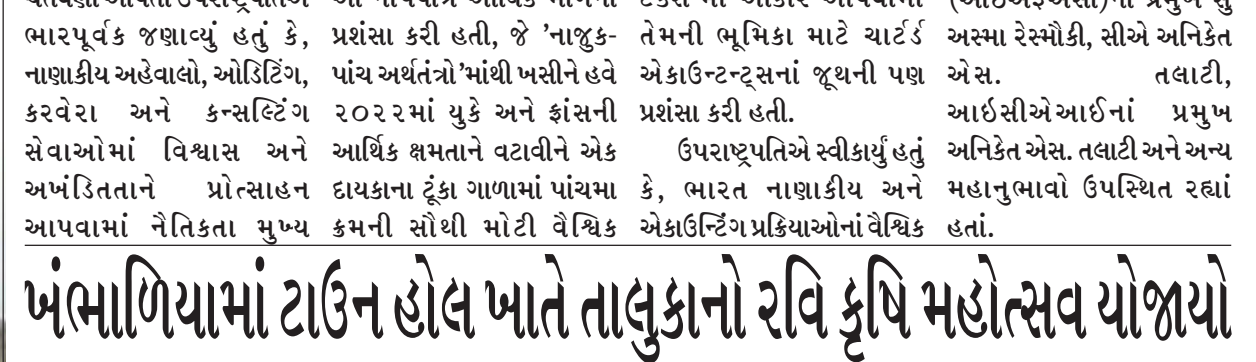 ભારપૂર્વક જણાવ્યું હતું કે,
નાણાકીય અહેવાલો, ઓડિટિંગ,
કરવેરા અને કન્સલ્ટિંગ
સેવાઓમાં વિશ્વાસ અને
અખંડિતતાને પ્રોત્સાહન
આપવામાં નૈતિકતા મુખ્ય
પ્રશંસા કરી હતી, જે 'નાજુક-
પાંચ અર્થતંત્રો'માંથી ખસીને હવે
૨૦૨૨માં યુકે અને ફ્રાંસની
આર્થિક ક્ષમતાને વટાવીને એક
દાયકાના ટૂંકા ગાળામાં પાંચમા
ક્રમની સૌથી મોટી વૈશ્વિક
તેમની ભૂમિકા માટે ચાર્ટર્ડ
એકાઉન્ટન્ટ્સનાં જૂથની પણ
પ્રશંસા કરી હતી.
ઉપરાષ્ટ્રપતિએ સ્વીકાર્યું હતું
કે, ભારત નાણાકીય અને
એકાઉન્ટિંગ પ્રક્રિયાઓનાં વૈશ્વિક
અસ્મા રેસ્મૌકી, સીએ અનિકેત
એસ. તલાટી,
આઇસીએઆઈનાં પ્રમુખ
અનિકેત એસ. તલાટી અને અન્ય
મહાનુભાવો ઉપસ્થિત રહ્યાં
હતાં.
ખંભાળિયામાં ટાઉન હોલ ખાતે તાલુકાનો રવિ કૃષિ મહોત્સવ યોજાયો